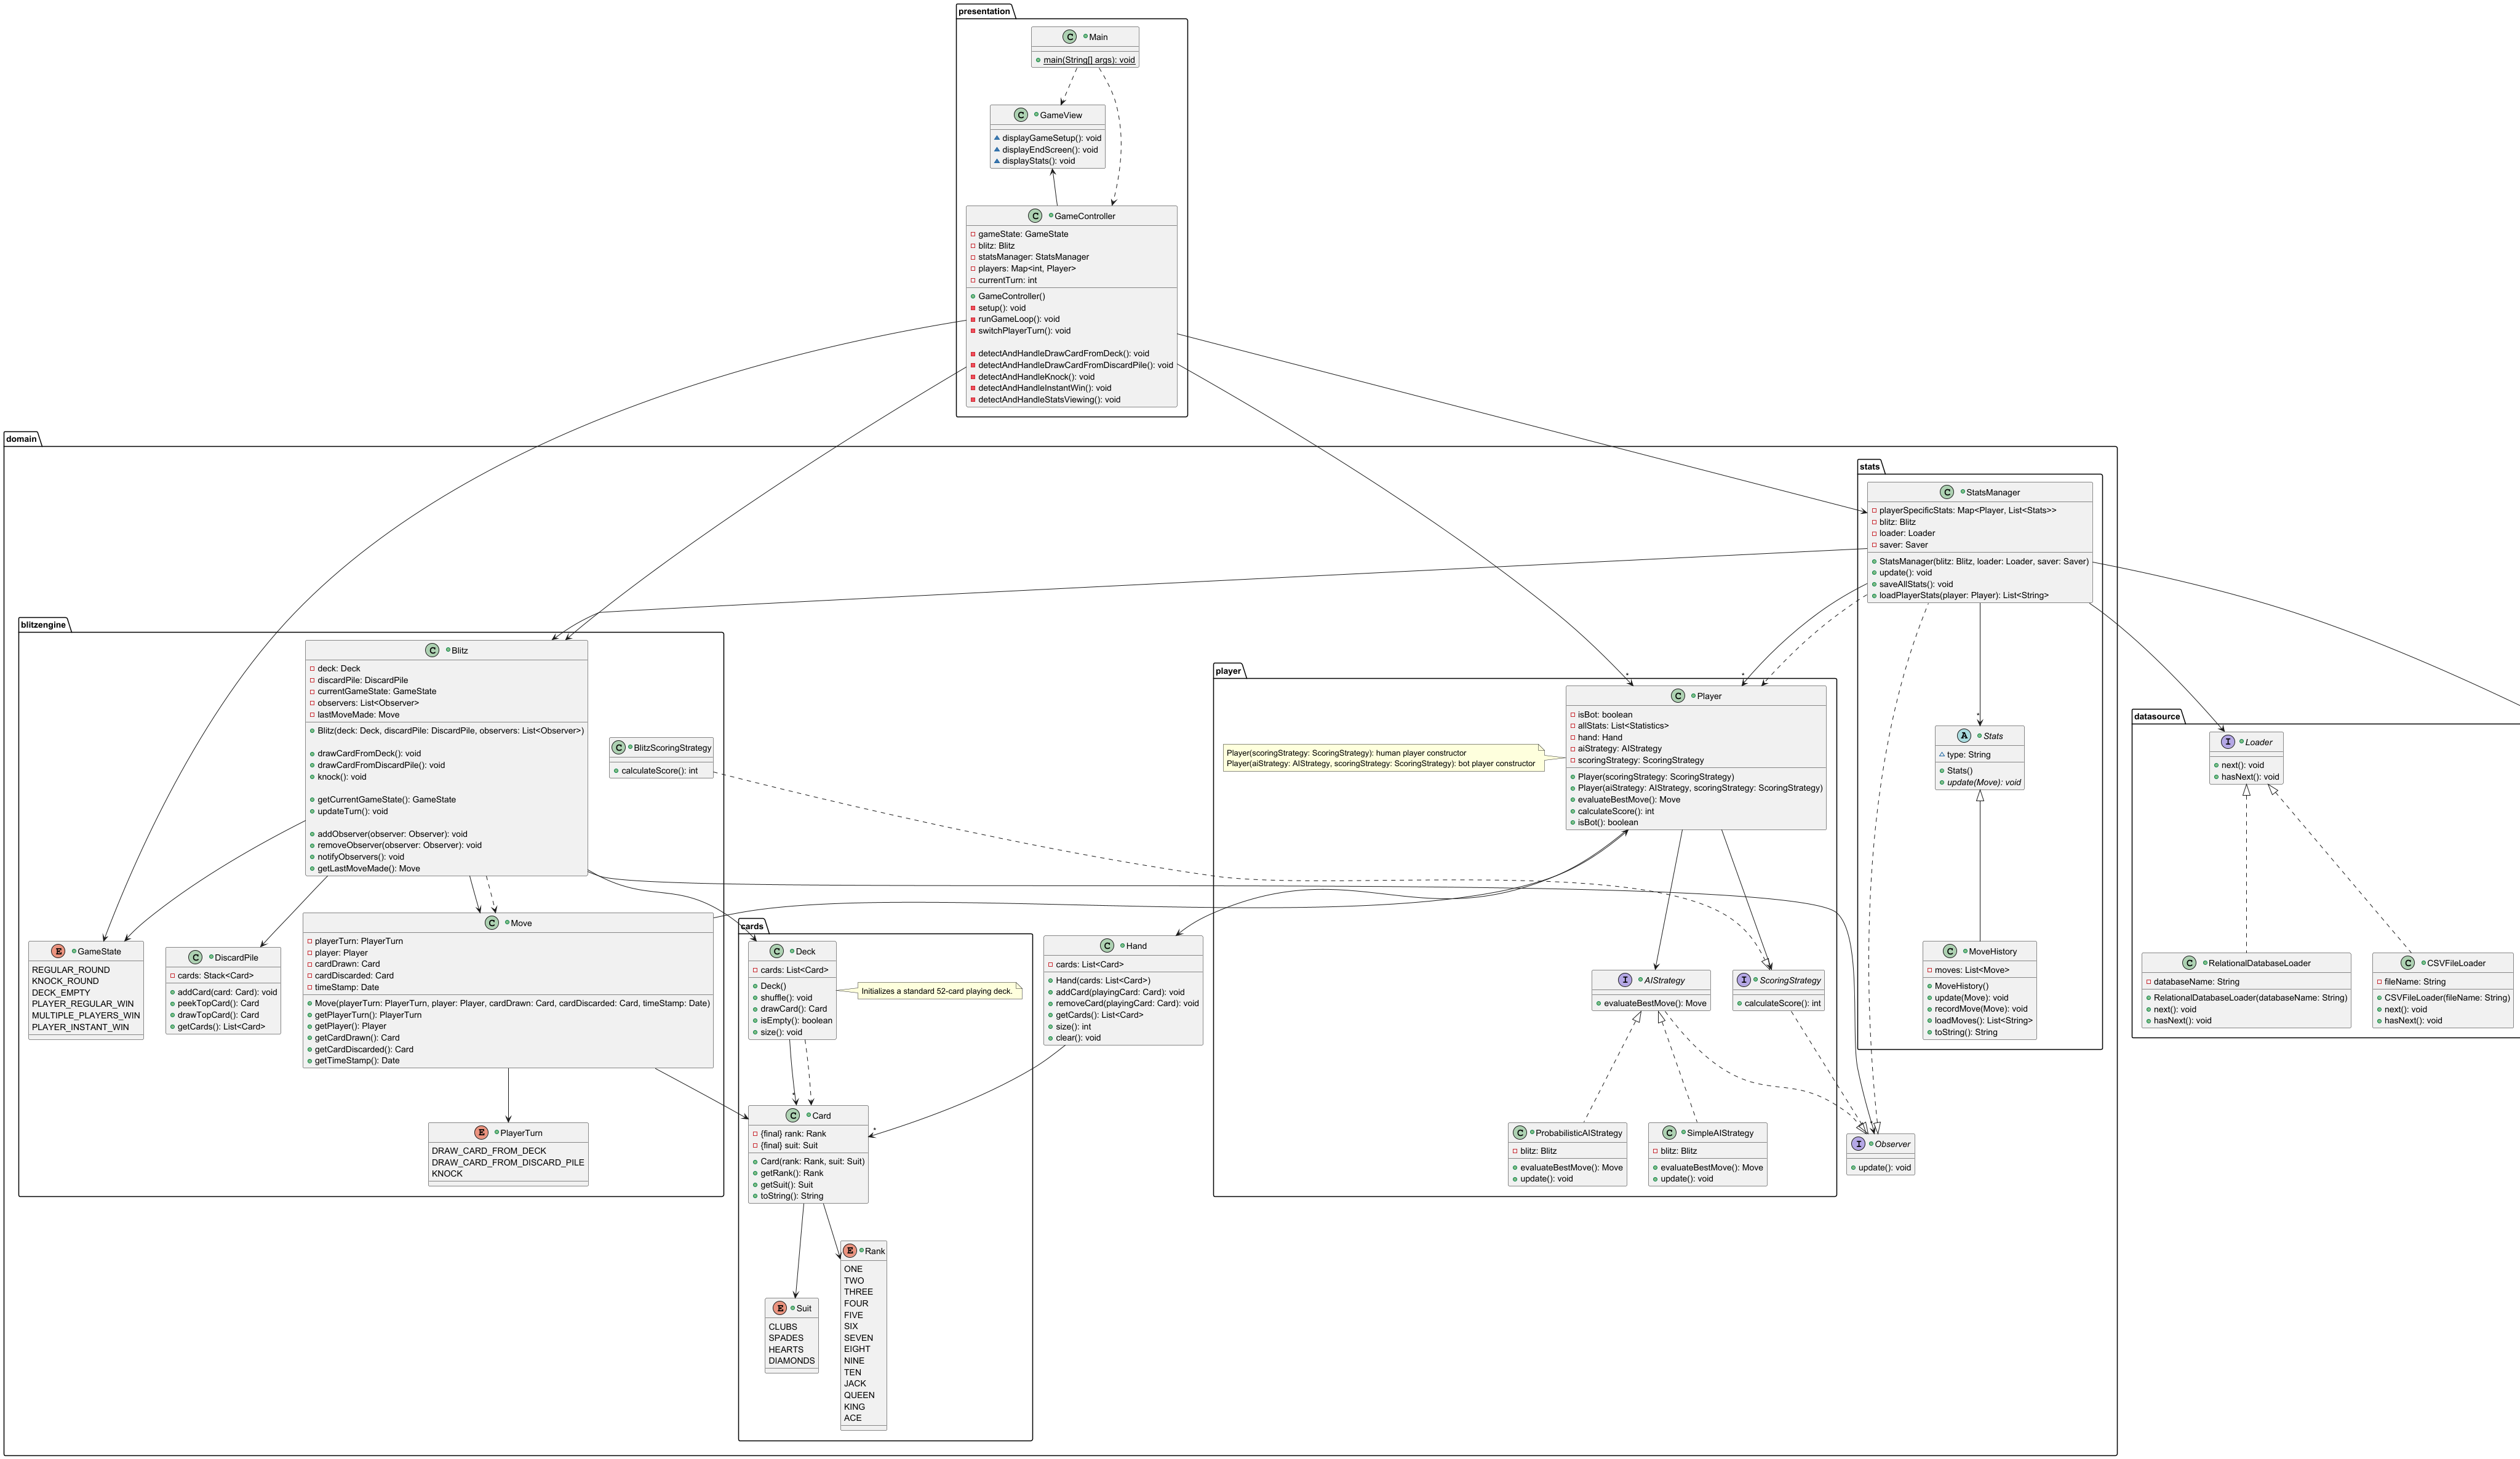 presentation
Main
main(String[] args): void
GameView
displayGameSetup(): void
displayEndScreen(): void
displayStats(): void
GameController
gameState: GameState
blitz: Blitz
statsManager: StatsManager
players: Map<int, Player>
currentTurn: int
GameController()
setup(): void
runGameLoop(): void
switchPlayerTurn(): void
detectAndHandleDrawCardFromDeck(): void
detectAndHandleDrawCardFromDiscardPile(): void
detectAndHandleKnock(): void
detectAndHandleInstantWin(): void
detectAndHandleStatsViewing(): void
domain
stats
StatsManager
playerSpecificStats: Map<Player, List<Stats>>
blitz: Blitz
loader: Loader
saver: Saver
StatsManager(blitz: Blitz, loader: Loader, saver: Saver)
update(): void
saveAllStats(): void
loadPlayerStats(player: Player): List<String>
*
Stats
type: String
Stats()
update(Move): void
MoveHistory
moves: List<Move>
MoveHistory()
update(Move): void
recordMove(Move): void
loadMoves(): List<String>
toString(): String
blitzengine
Blitz
deck: Deck
discardPile: DiscardPile
currentGameState: GameState
observers: List<Observer>
lastMoveMade: Move
Blitz(deck: Deck, discardPile: DiscardPile, observers: List<Observer>)
drawCardFromDeck(): void
drawCardFromDiscardPile(): void
knock(): void
getCurrentGameState(): GameState
updateTurn(): void
addObserver(observer: Observer): void
removeObserver(observer: Observer): void
notifyObservers(): void
getLastMoveMade(): Move
BlitzScoringStrategy
calculateScore(): int
GameState
REGULAR_ROUND
KNOCK_ROUND
DECK_EMPTY
PLAYER_REGULAR_WIN
MULTIPLE_PLAYERS_WIN
PLAYER_INSTANT_WIN
DiscardPile
cards: Stack<Card>
addCard(card: Card): void
peekTopCard(): Card
drawTopCard(): Card
getCards(): List<Card>
Move
playerTurn: PlayerTurn
player: Player
cardDrawn: Card
cardDiscarded: Card
timeStamp: Date
Move(playerTurn: PlayerTurn, player: Player, cardDrawn: Card, cardDiscarded: Card, timeStamp: Date)
getPlayerTurn(): PlayerTurn
getPlayer(): Player
getCardDrawn(): Card
getCardDiscarded(): Card
getTimeStamp(): Date
PlayerTurn
DRAW_CARD_FROM_DECK
DRAW_CARD_FROM_DISCARD_PILE
KNOCK
cards
Deck
cards: List<Card>
Deck()
shuffle(): void
drawCard(): Card
isEmpty(): boolean
size(): void
Initializes a standard 52-card playing deck.
*
Card
{final} rank: Rank
{final} suit: Suit
Card(rank: Rank, suit: Suit)
getRank(): Rank
getSuit(): Suit
toString(): String
*
Suit
CLUBS
SPADES
HEARTS
DIAMONDS
Rank
ONE
TWO
THREE
FOUR
FIVE
SIX
SEVEN
EIGHT
NINE
TEN
JACK
QUEEN
KING
ACE
Hand
cards: List<Card>
Hand(cards: List<Card>)
addCard(playingCard: Card): void
removeCard(playingCard: Card): void
getCards(): List<Card>
size(): int
clear(): void
player
*
*
Player
isBot: boolean
allStats: List<Statistics>
hand: Hand
aiStrategy: AIStrategy
scoringStrategy: ScoringStrategy
Player(scoringStrategy: ScoringStrategy)
Player(aiStrategy: AIStrategy, scoringStrategy: ScoringStrategy)
evaluateBestMove(): Move
calculateScore(): int
isBot(): boolean
Player(scoringStrategy: ScoringStrategy): human player constructor
Player(aiStrategy: AIStrategy, scoringStrategy: ScoringStrategy): bot player constructor
AIStrategy
evaluateBestMove(): Move
ScoringStrategy
calculateScore(): int
ProbabilisticAIStrategy
blitz: Blitz
evaluateBestMove(): Move
update(): void
SimpleAIStrategy
blitz: Blitz
evaluateBestMove(): Move
update(): void
*
Observer
update(): void
datasource
Loader
next(): void
hasNext(): void
RelationalDatabaseLoader
databaseName: String
RelationalDatabaseLoader(databaseName: String)
next(): void
hasNext(): void
CSVFileLoader
fileName: String
CSVFileLoader(fileName: String)
next(): void
hasNext(): void